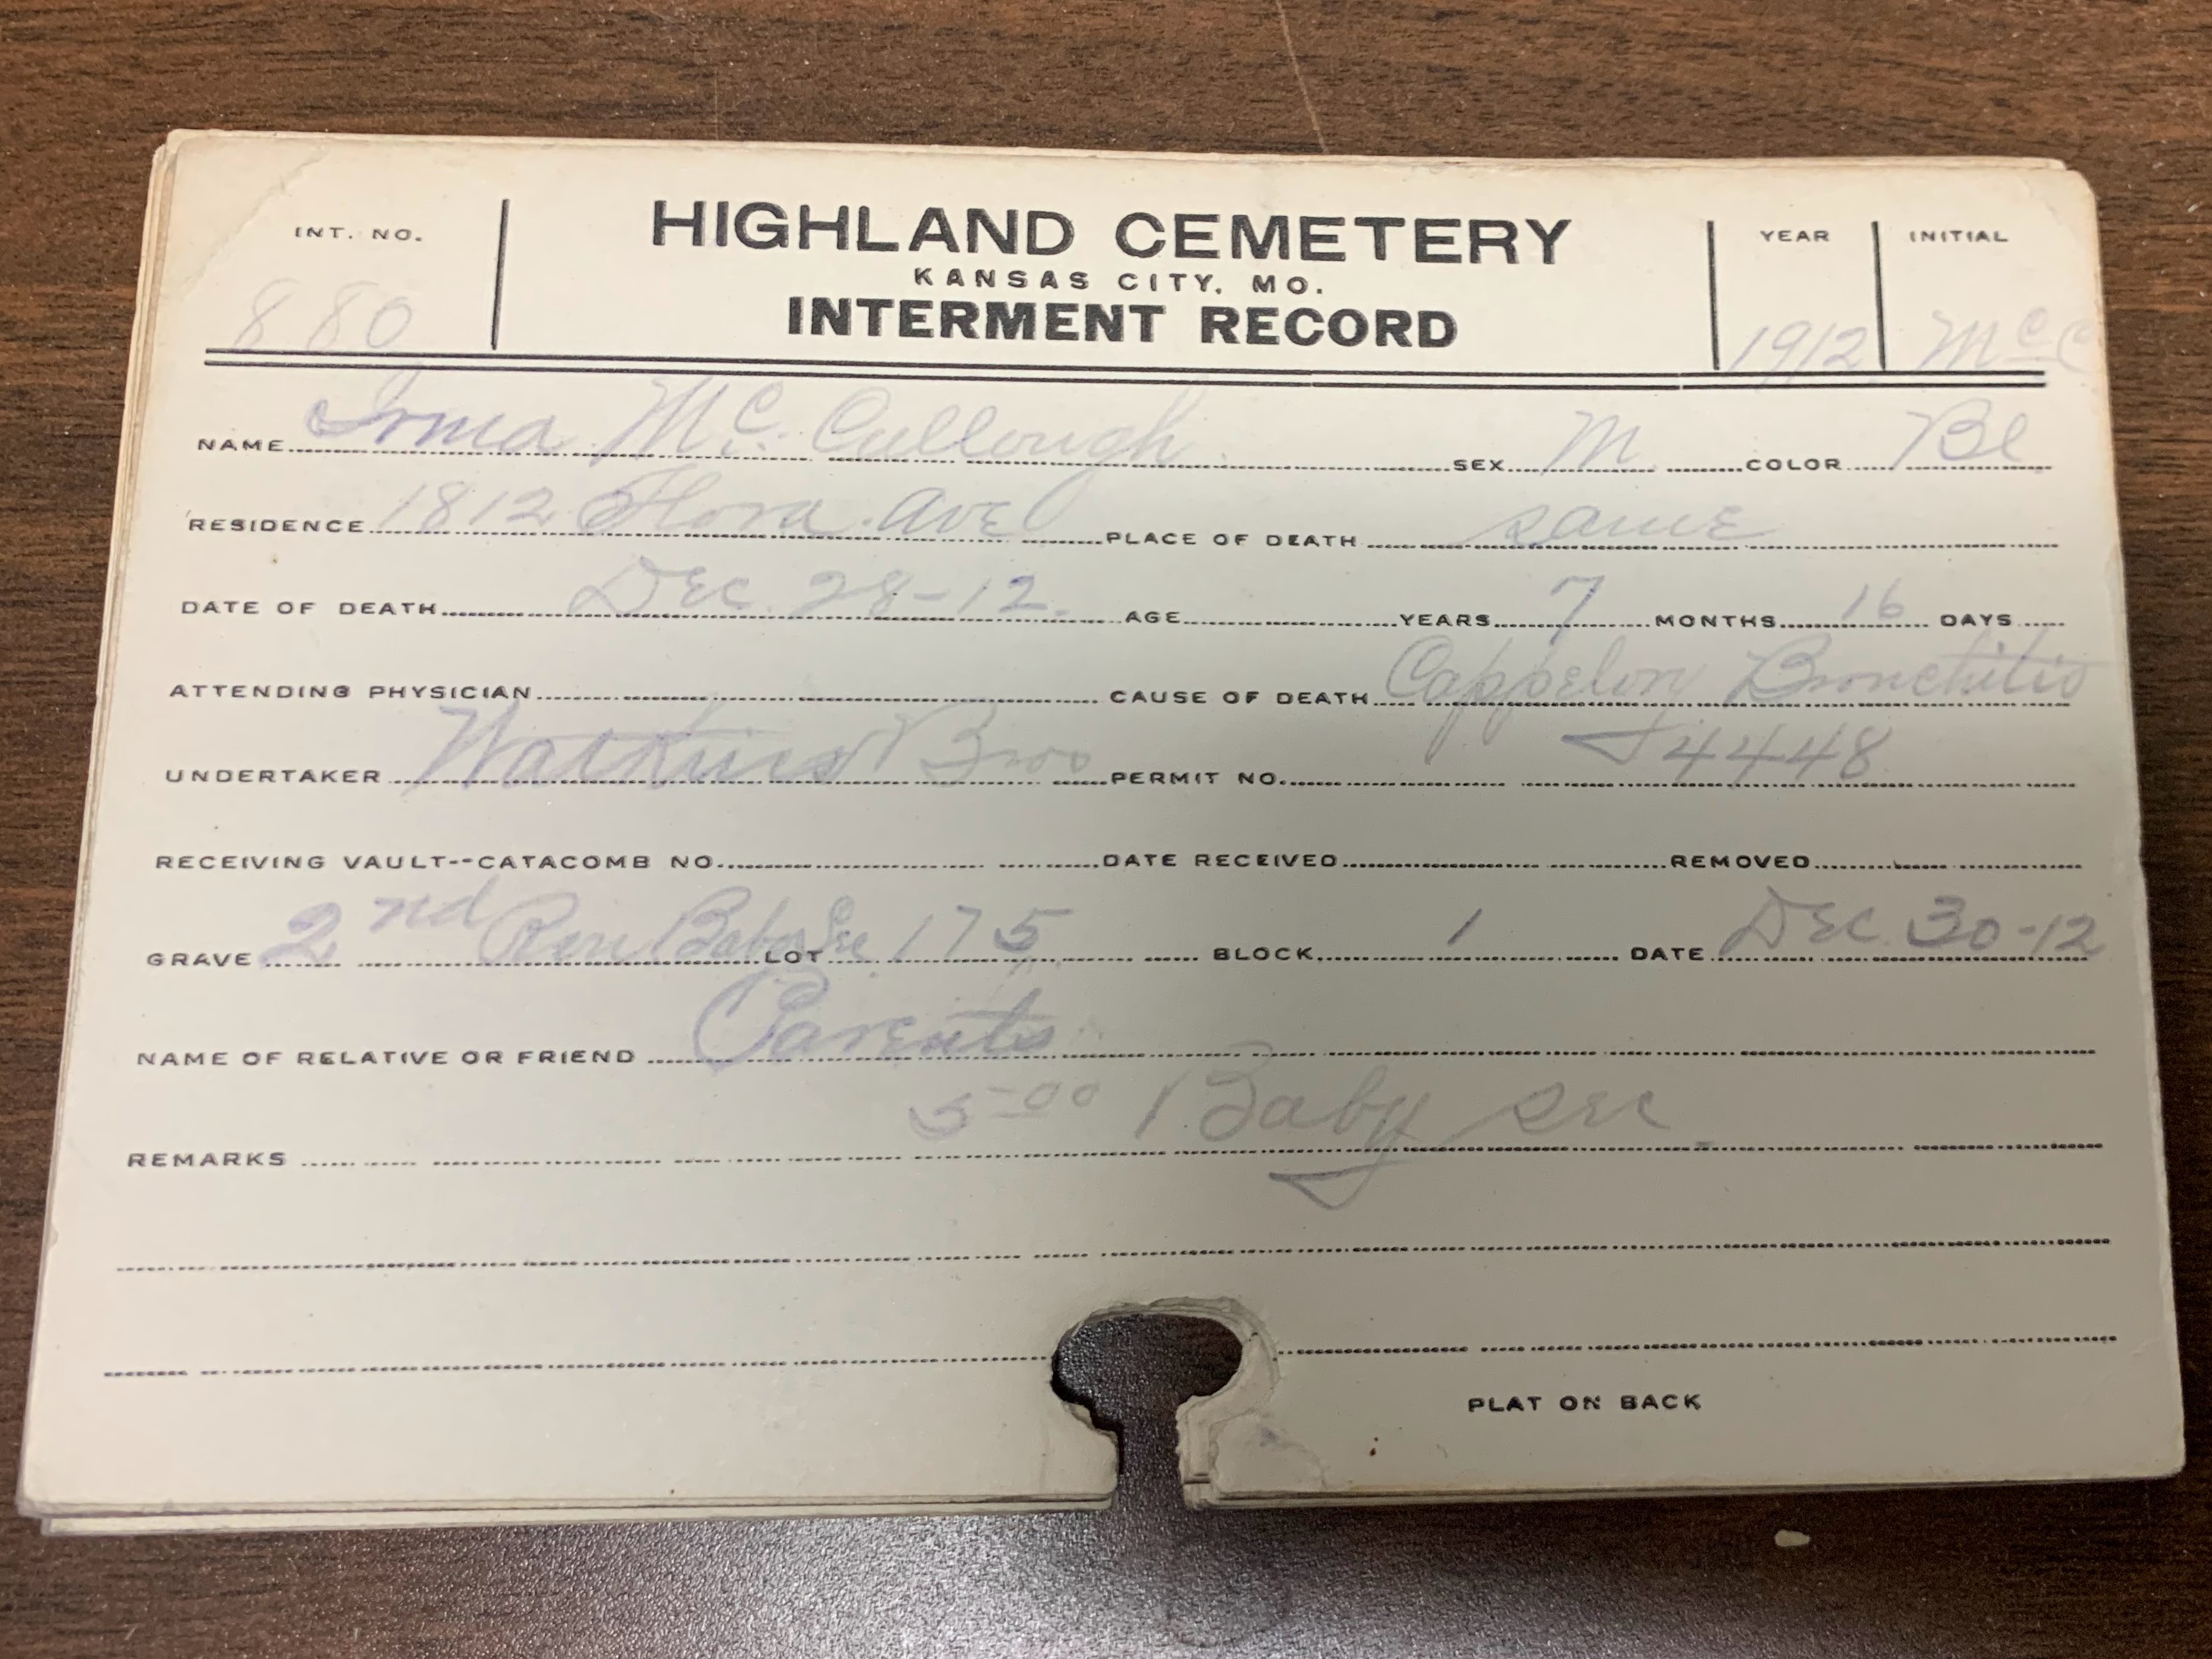 INT. NO. HIGHLAND CEMETERY YEAR INITIAL
KANSAS CITY, MO.
880 INTERMENT RECORD 1912 McC
NAME Irma Mc Cullough SEX M COLOR Bl
RESIDENCE 1812 Flora Ave PLACE OF DEATH same
DATE OF DEATH Dec. 28-12. AGE YEARS 7 MONTHS 16 DAYS
ATTENDING PHYSICIAN CAUSE OF DEATH Bronchitis
UNDERTAKER Watkins Bros PERMIT NO. 4448
RECEIVING VAULT--CATACOMB NO. DATE RECEIVED REMOVED
GRAVE 2nd Row Baby Sec LOT 175 BLOCK 1 DATE Dec 30-12
NAME OF RELATIVE OR FRIEND Parents
REMARKS 5-00 Baby sec
PLAT ON BACK